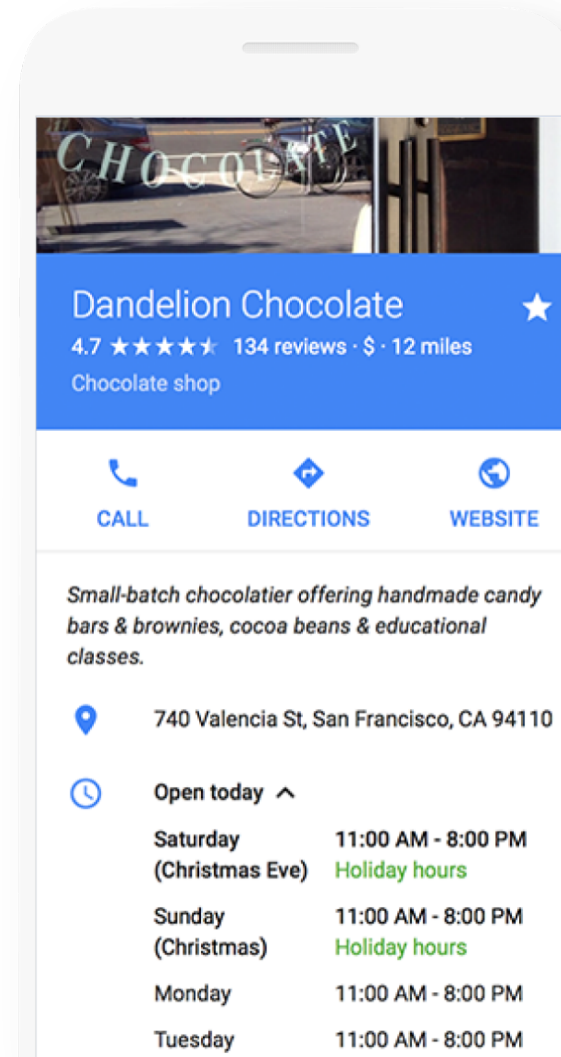 CHOCOLATE
Dandelion Chocolate
4.7 134 reviews · $ · 12 miles
Chocolate shop
CALL DIRECTIONS WEBSITE
Small-batch chocolatier offering handmade candy
bars & brownies, cocoa beans & educational
classes.
740 Valencia St, San Francisco, CA 94110
Open today
Saturday 11:00 AM - 8:00 PM
(Christmas Eve) Holiday hours
Sunday 11:00 AM - 8:00 PM
(Christmas) Holiday hours
Monday 11:00 AM - 8:00 PM
Tuesday 11:00 AM - 8:00 PM